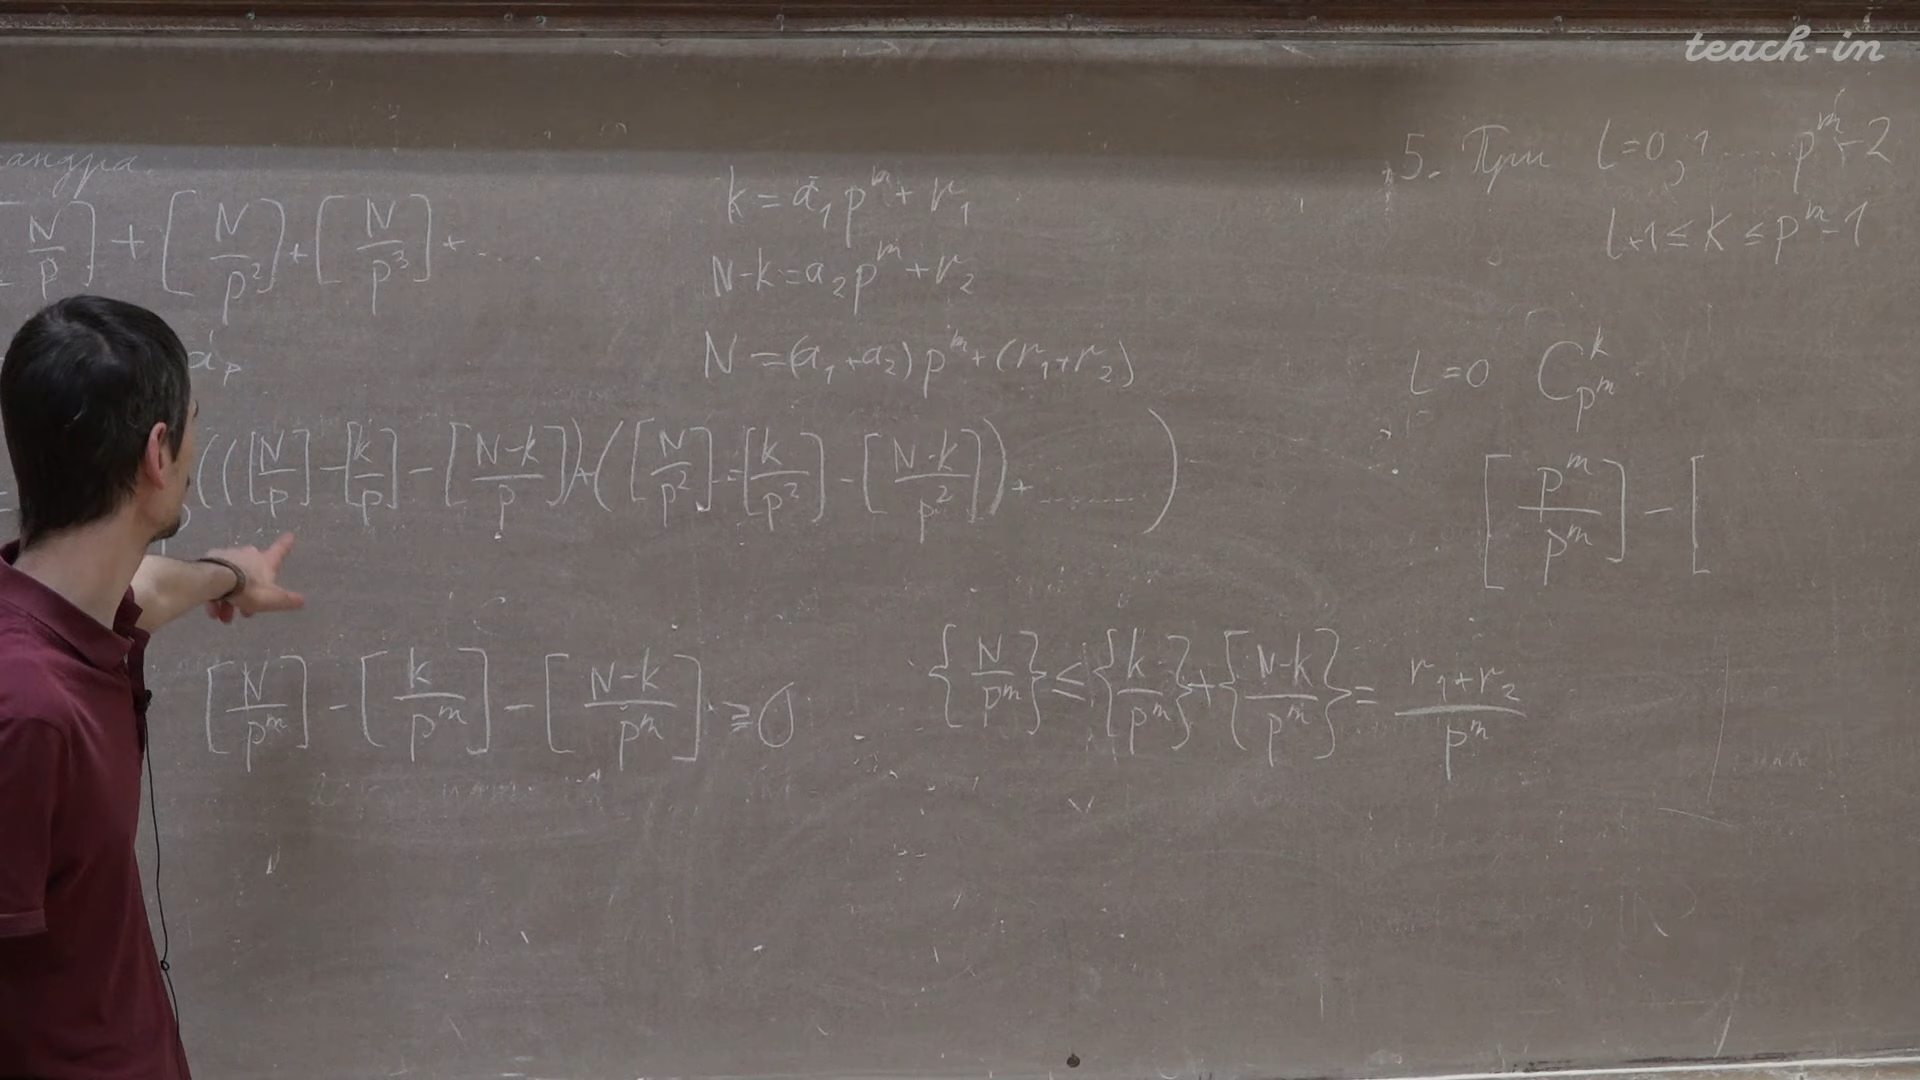 teach-in
[N/p] + [N/p²] + [N/p³] + ....
k = a₁pᵐ + r₁
N-k = a₂pᵐ + r₂
N = (a₁+a₂)pᵐ + (r₁+r₂)
(([N/p] - [k/p] - [N-k/p]) + ([N/p²] - [k/p²] - [N-k/p²]) + ........)
[N/pᵐ] - [k/pᵐ] - [N-k/pᵐ] ≥ 0
{N/pᵐ} ≤ {k/pᵐ} + {N-k/pᵐ} = r₁+r₂/pᵐ
5. При l=0,1.... pᵐ-2
l+1 ≤ k ≤ pᵐ-1
l=0 Cᵏ_pᵐ
[pᵐ/pᵐ] - [